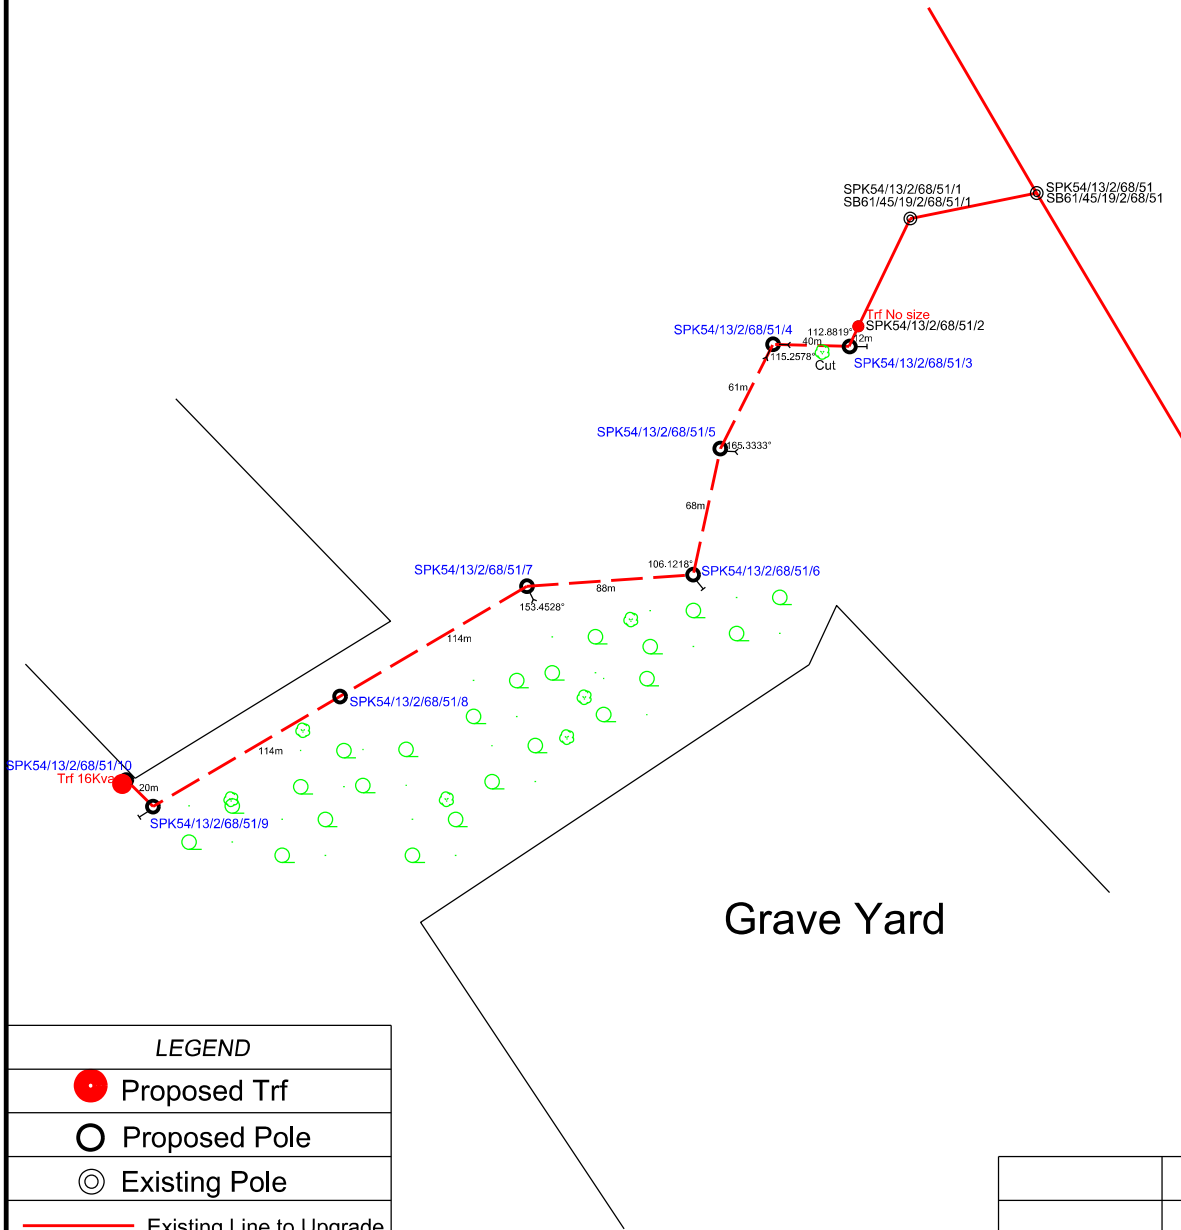 SPK54/13/2/68/51/1
SB61/45/19/2/68/51/1
SPK54/13/2/68/51
SB61/45/19/2/68/51
Trf No size
SPK54/13/2/68/51/2
SPK54/13/2/68/51/4
112.8819°
12m
40m
115.2578°
Cut
SPK54/13/2/68/51/3
61m
SPK54/13/2/68/51/5
165.3333°
68m
106.1218°
SPK54/13/2/68/51/7
SPK54/13/2/68/51/6
88m
153.4528°
114m
SPK54/13/2/68/51/8
114m
SPK54/13/2/68/51/10
Trf 16Kva
20m
SPK54/13/2/68/51/9
Grave Yard
LEGEND
Proposed Trf
Proposed Pole
Existing Pole
Existing Line to Upgrade